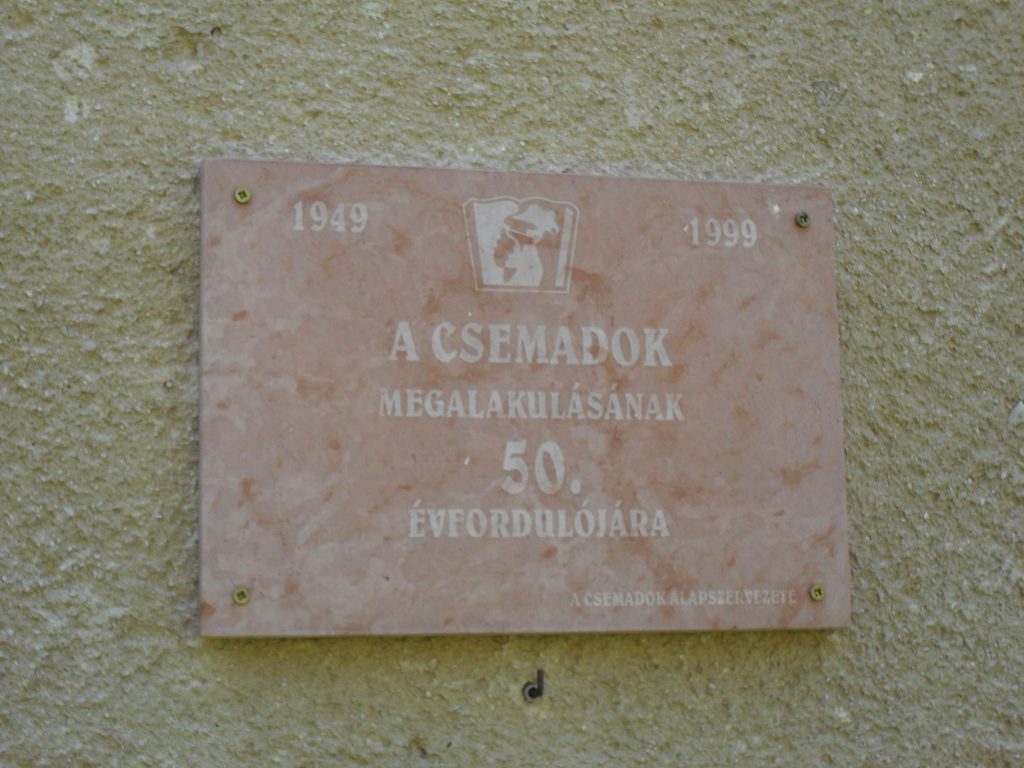 1949 1999
A CSEMADOK
MEGALAKULÁSÁNAK
50.
ÉVFORDULÓJÁRA
A CSEMADOK ALAPSZERVEZETE